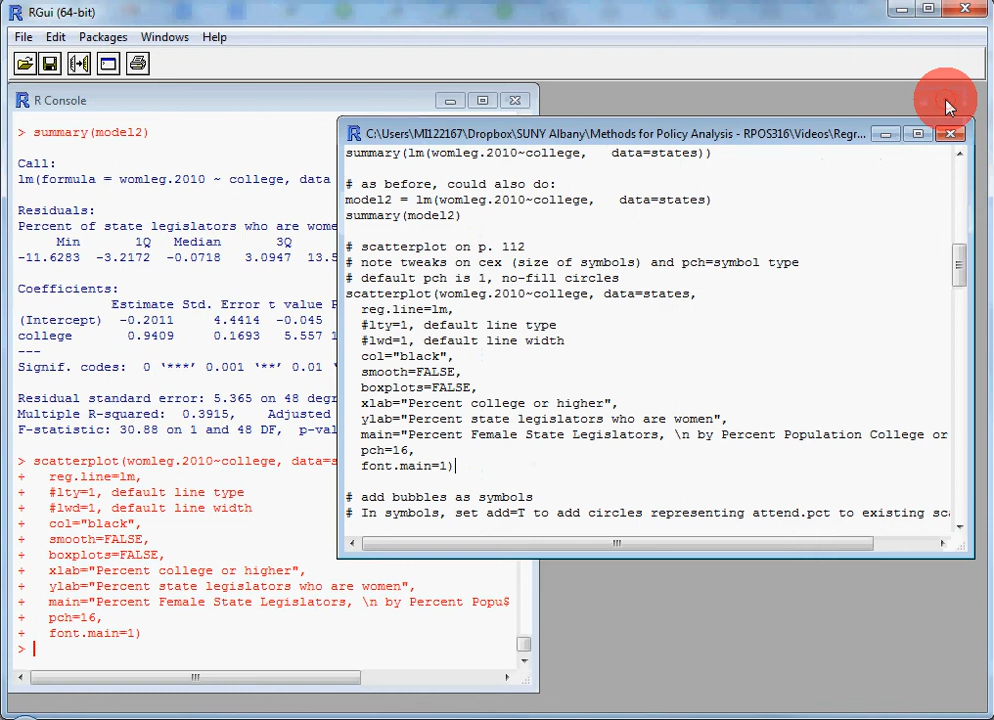 RGui (64-bit)
File Edit Packages Windows Help
R Console
> summary(model2)
Call:
lm(formula = womleg.2010 ~ college, data
Residuals:
Percent of state legislators who are wome
Min 1Q Median 3Q
-11.6283 -3.2172 -0.0718 3.0947 13.5
Coefficients:
Estimate Std. Error t value
(Intercept) -0.2011 4.4414 -0.045
college 0.9409 0.1693 5.557 1
---
Signif. codes: 0 ‘***’ 0.001 ‘**’ 0.01 ‘
Residual standard error: 5.365 on 48 degr
Multiple R-squared: 0.3915, Adjusted
F-statistic: 30.88 on 1 and 48 DF, p-val
> scatterplot(womleg.2010~college, data=s
+ reg.line=lm,
+ #lty=1, default line type
+ #lwd=1, default line width
+ col="black",
+ smooth=FALSE,
+ boxplots=FALSE,
+ xlab="Percent college or higher",
+ ylab="Percent state legislators who are women",
+ main="Percent Female State Legislators, \n by Percent Popu$
+ pch=16,
+ font.main=1)
>
C:\Users\MI122167\Dropbox\SUNY Albany\Methods for Policy Analysis - RPOS316\Videos\Regr...
summary(lm(womleg.2010~college, data=states))
# as before, could also do:
model2 = lm(womleg.2010~college, data=states)
summary(model2)
# scatterplot on p. 112
# note tweaks on cex (size of symbols) and pch=symbol type
# default pch is 1, no-fill circles
scatterplot(womleg.2010~college, data=states,
reg.line=lm,
#lty=1, default line type
#lwd=1, default line width
col="black",
smooth=FALSE,
boxplots=FALSE,
xlab="Percent college or higher",
ylab="Percent state legislators who are women",
main="Percent Female State Legislators, \n by Percent Population College or
pch=16,
font.main=1)
# add bubbles as symbols
# In symbols, set add=T to add circles representing attend.pct to existing sc